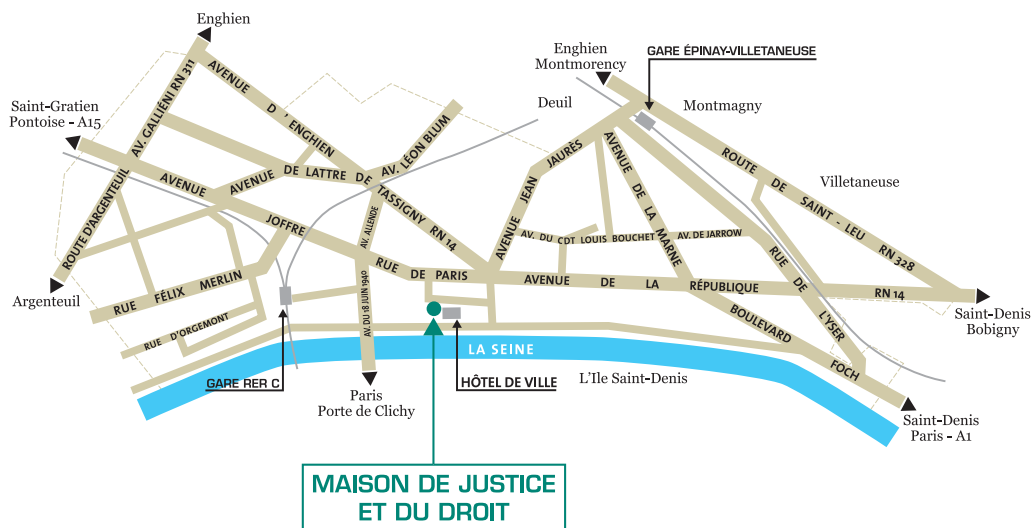 Enghien
GARE ÉPINAY-VILLETANEUSE
Enghien
Montmorency
Saint-Gratien
Pontoise - A15
Deuil
Montmagny
AV. GALLIÉNI RN 311
AVENUE D'ENGHIEN
AV. LÉON BLUM
AVENUE JEAN JAURÈS
AVENUE DE LA MARNE
ROUTE DE SAINT-LEU RN 328
Villetaneuse
AVENUE DE LATTRE DE TASSIGNY RN 14
AVENUE JOFFRE
ROUTE D'ARGENTEUIL
AV. ALLENDE
AV. DU CDT LOUIS BOUCHET
AV. DE JARROW
RUE DE PARIS
AVENUE DE LA RÉPUBLIQUE
RN 14
RUE DE L'YSER
Argenteuil
RUE FÉLIX MERLIN
AV. DU 18 JUIN 1940
Saint-Denis
Bobigny
RUE D'ORGEMONT
BOULEVARD FOCH
LA SEINE
GARE RER C
HÔTEL DE VILLE
L'Ile Saint-Denis
Paris
Porte de Clichy
Saint-Denis
Paris - A1
MAISON DE JUSTICE
ET DU DROIT